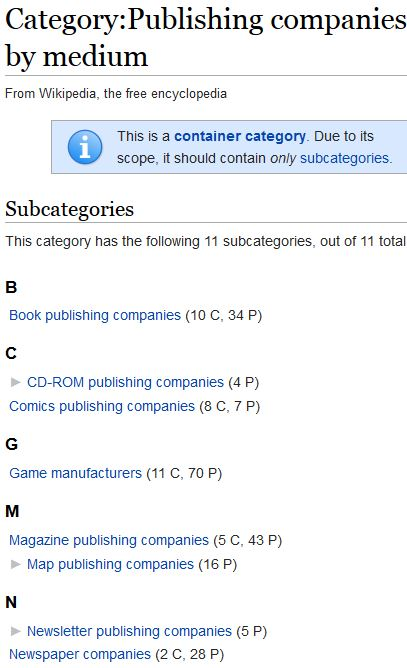 Category:Publishing companies
by medium
From Wikipedia, the free encyclopedia
This is a container category. Due to its
scope, it should contain only subcategories.
Subcategories
This category has the following 11 subcategories, out of 11 total
B
Book publishing companies (10 C, 34 P)
C
► CD-ROM publishing companies (4 P)
Comics publishing companies (8 C, 7 P)
G
Game manufacturers (11 C, 70 P)
M
Magazine publishing companies (5 C, 43 P)
► Map publishing companies (16 P)
N
► Newsletter publishing companies (5 P)
Newspaper companies (2 C, 28 P)